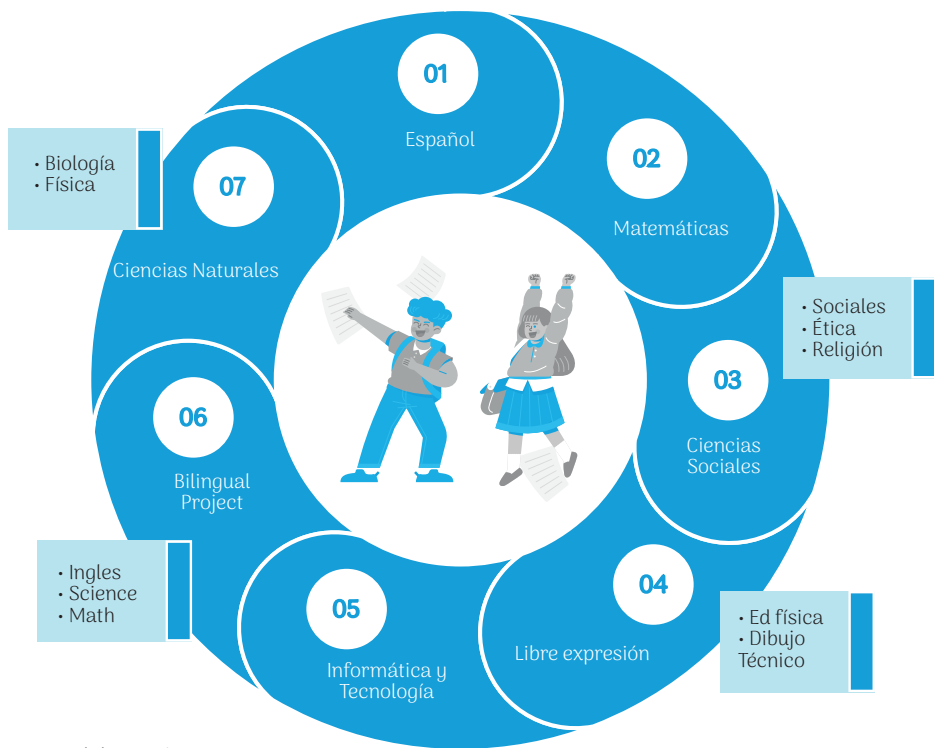 01
Español
02
Matemáticas
• Sociales
• Ética
• Religión
03
Ciencias
Sociales
04
Libre expresión
• Ed física
• Dibujo
Técnico
05
Informática y
Tecnología
06
Bilingual
Project
• Ingles
• Science
• Math
07
Ciencias Naturales
• Biología
• Física